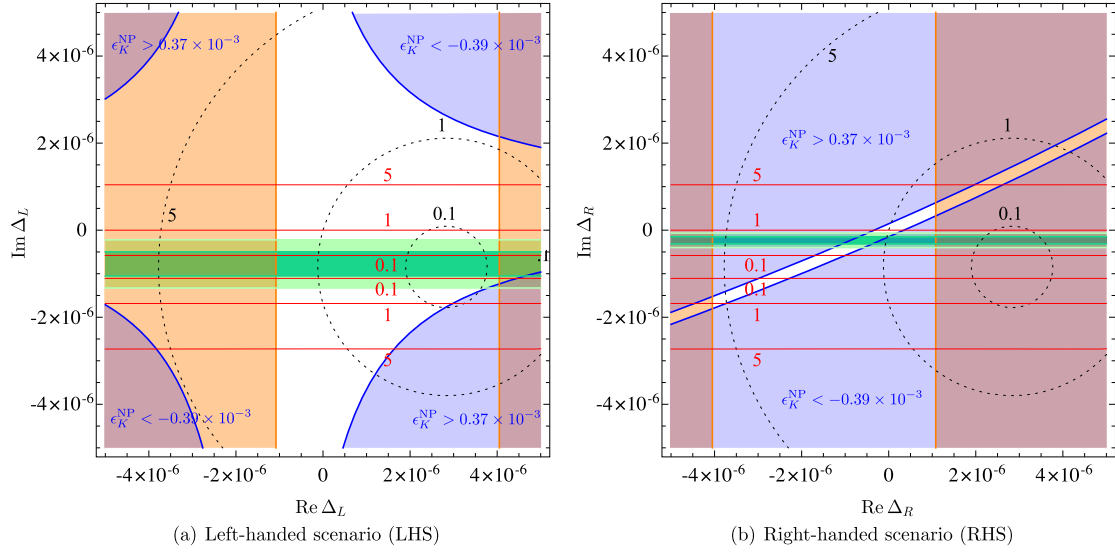 4×10⁻⁶
2×10⁻⁶
0
-2×10⁻⁶
-4×10⁻⁶
Im Δ_L
ϵ_K^NP > 0.37 × 10⁻³
ϵ_K^NP < −0.39 × 10⁻³
5
1
5
1
0.1
0.1
0.1
1
5
ϵ_K^NP < −0.39 × 10⁻³
ϵ_K^NP > 0.37 × 10⁻³
-4×10⁻⁶ -2×10⁻⁶ 0 2×10⁻⁶ 4×10⁻⁶
Re Δ_L
(a) Left-handed scenario (LHS)
4×10⁻⁶
2×10⁻⁶
0
-2×10⁻⁶
-4×10⁻⁶
Im Δ_R
5
1
ϵ_K^NP > 0.37 × 10⁻³
5
1
0.1
0.1
0.1
1
5
ϵ_K^NP < −0.39 × 10⁻³
-4×10⁻⁶ -2×10⁻⁶ 0 2×10⁻⁶ 4×10⁻⁶
Re Δ_R
(b) Right-handed scenario (RHS)